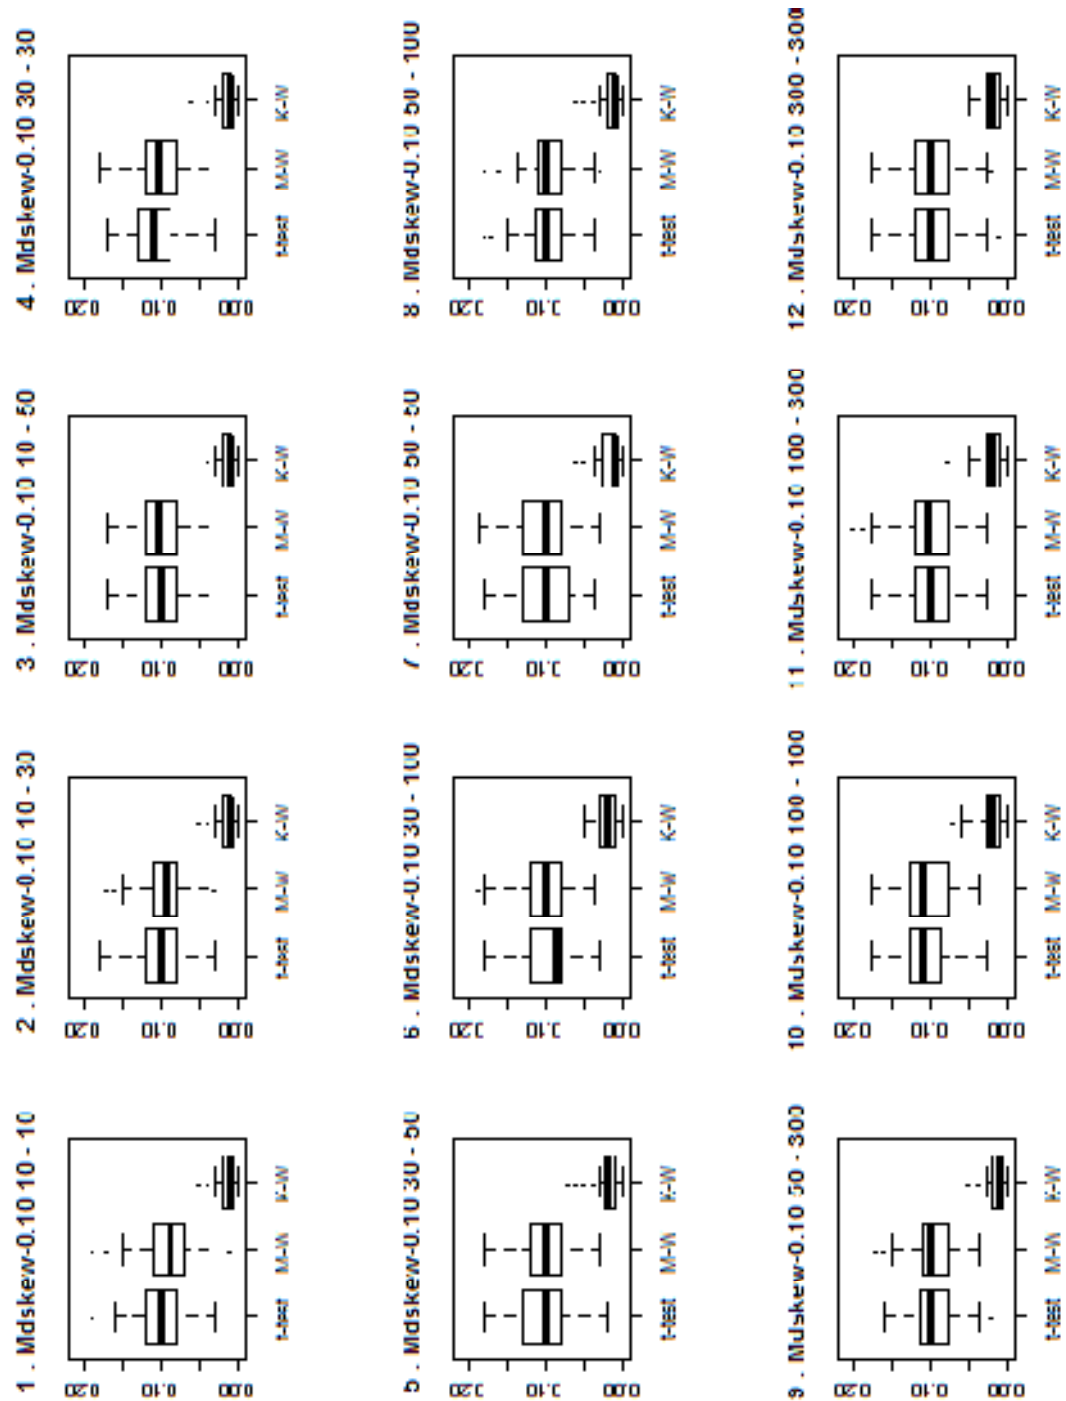 1 . Mdskew-0.10 10 - 10
0.00 0.10 0.20
t-test M-W K-W
2 . Mdskew-0.10 10 - 30
0.00 0.10 0.20
t-test M-W K-W
3 . Mdskew-0.10 10 - 50
0.00 0.10 0.20
t-test M-W K-W
4 . Mdskew-0.10 30 - 30
0.00 0.10 0.20
t-test M-W K-W
5 . Mdskew-0.10 30 - 50
0.00 0.10 0.20
t-test M-W K-W
6 . Mdskew-0.10 30 - 100
0.00 0.10 0.20
t-test M-W K-W
7 . Mdskew-0.10 50 - 50
0.00 0.10 0.20
t-test M-W K-W
8 . Mdskew-0.10 50 - 100
0.00 0.10 0.20
t-test M-W K-W
9 . Mdskew-0.10 50 - 300
0.00 0.10 0.20
t-test M-W K-W
10 . Mdskew-0.10 100 - 100
0.00 0.10 0.20
t-test M-W K-W
11 . Mdskew-0.10 100 - 300
0.00 0.10 0.20
t-test M-W K-W
12 . Mdskew-0.10 300 - 300
0.00 0.10 0.20
t-test M-W K-W